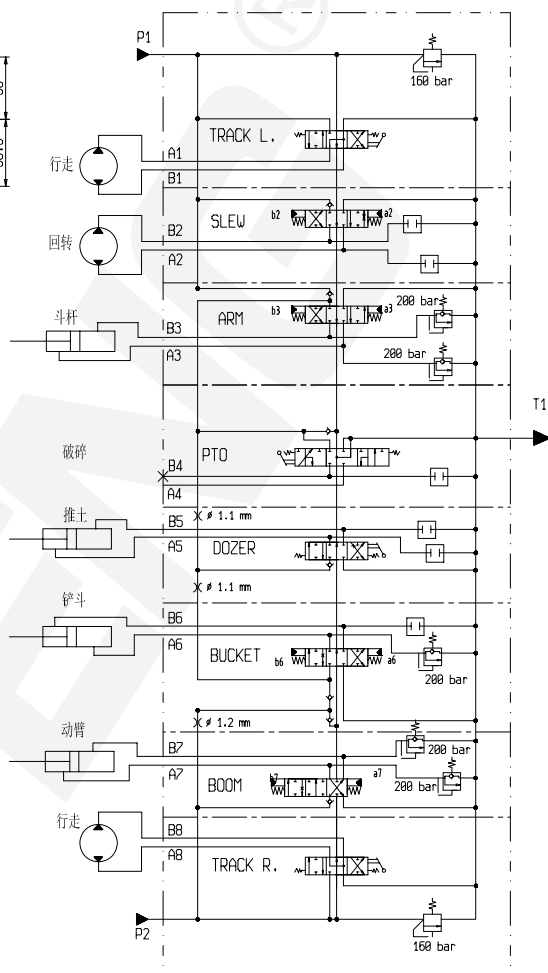 P1
160 bar
TRACK L.
行走
A1
B1
SLEW
b2
a2
B2
回转
A2
斗杆
ARM
b3
a3
200 bar
B3
A3
200 bar
T1
破碎
PTO
B4
A4
推土
B5
ø 1.1 mm
A5
DOZER
ø 1.1 mm
铲斗
B6
A6
BUCKET
b6
a6
200 bar
动臂
ø 1.2 mm
B7
200 bar
A7
BOOM
b7
a7
200 bar
行走
B8
A8
TRACK R.
P2
160 bar